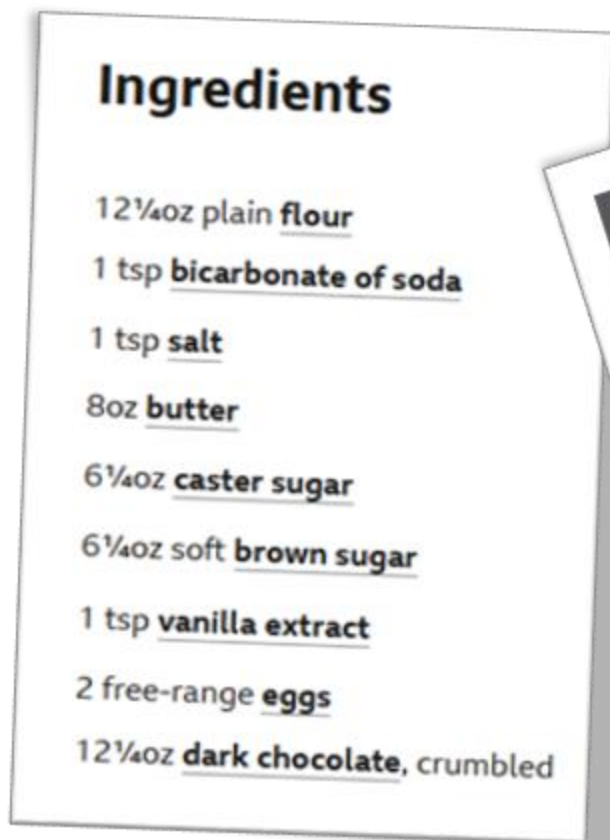 Ingredients
12¼oz plain flour
1 tsp bicarbonate of soda
1 tsp salt
8oz butter
6¼oz caster sugar
6¼oz soft brown sugar
1 tsp vanilla extract
2 free-range eggs
12¼oz dark chocolate, crumbled